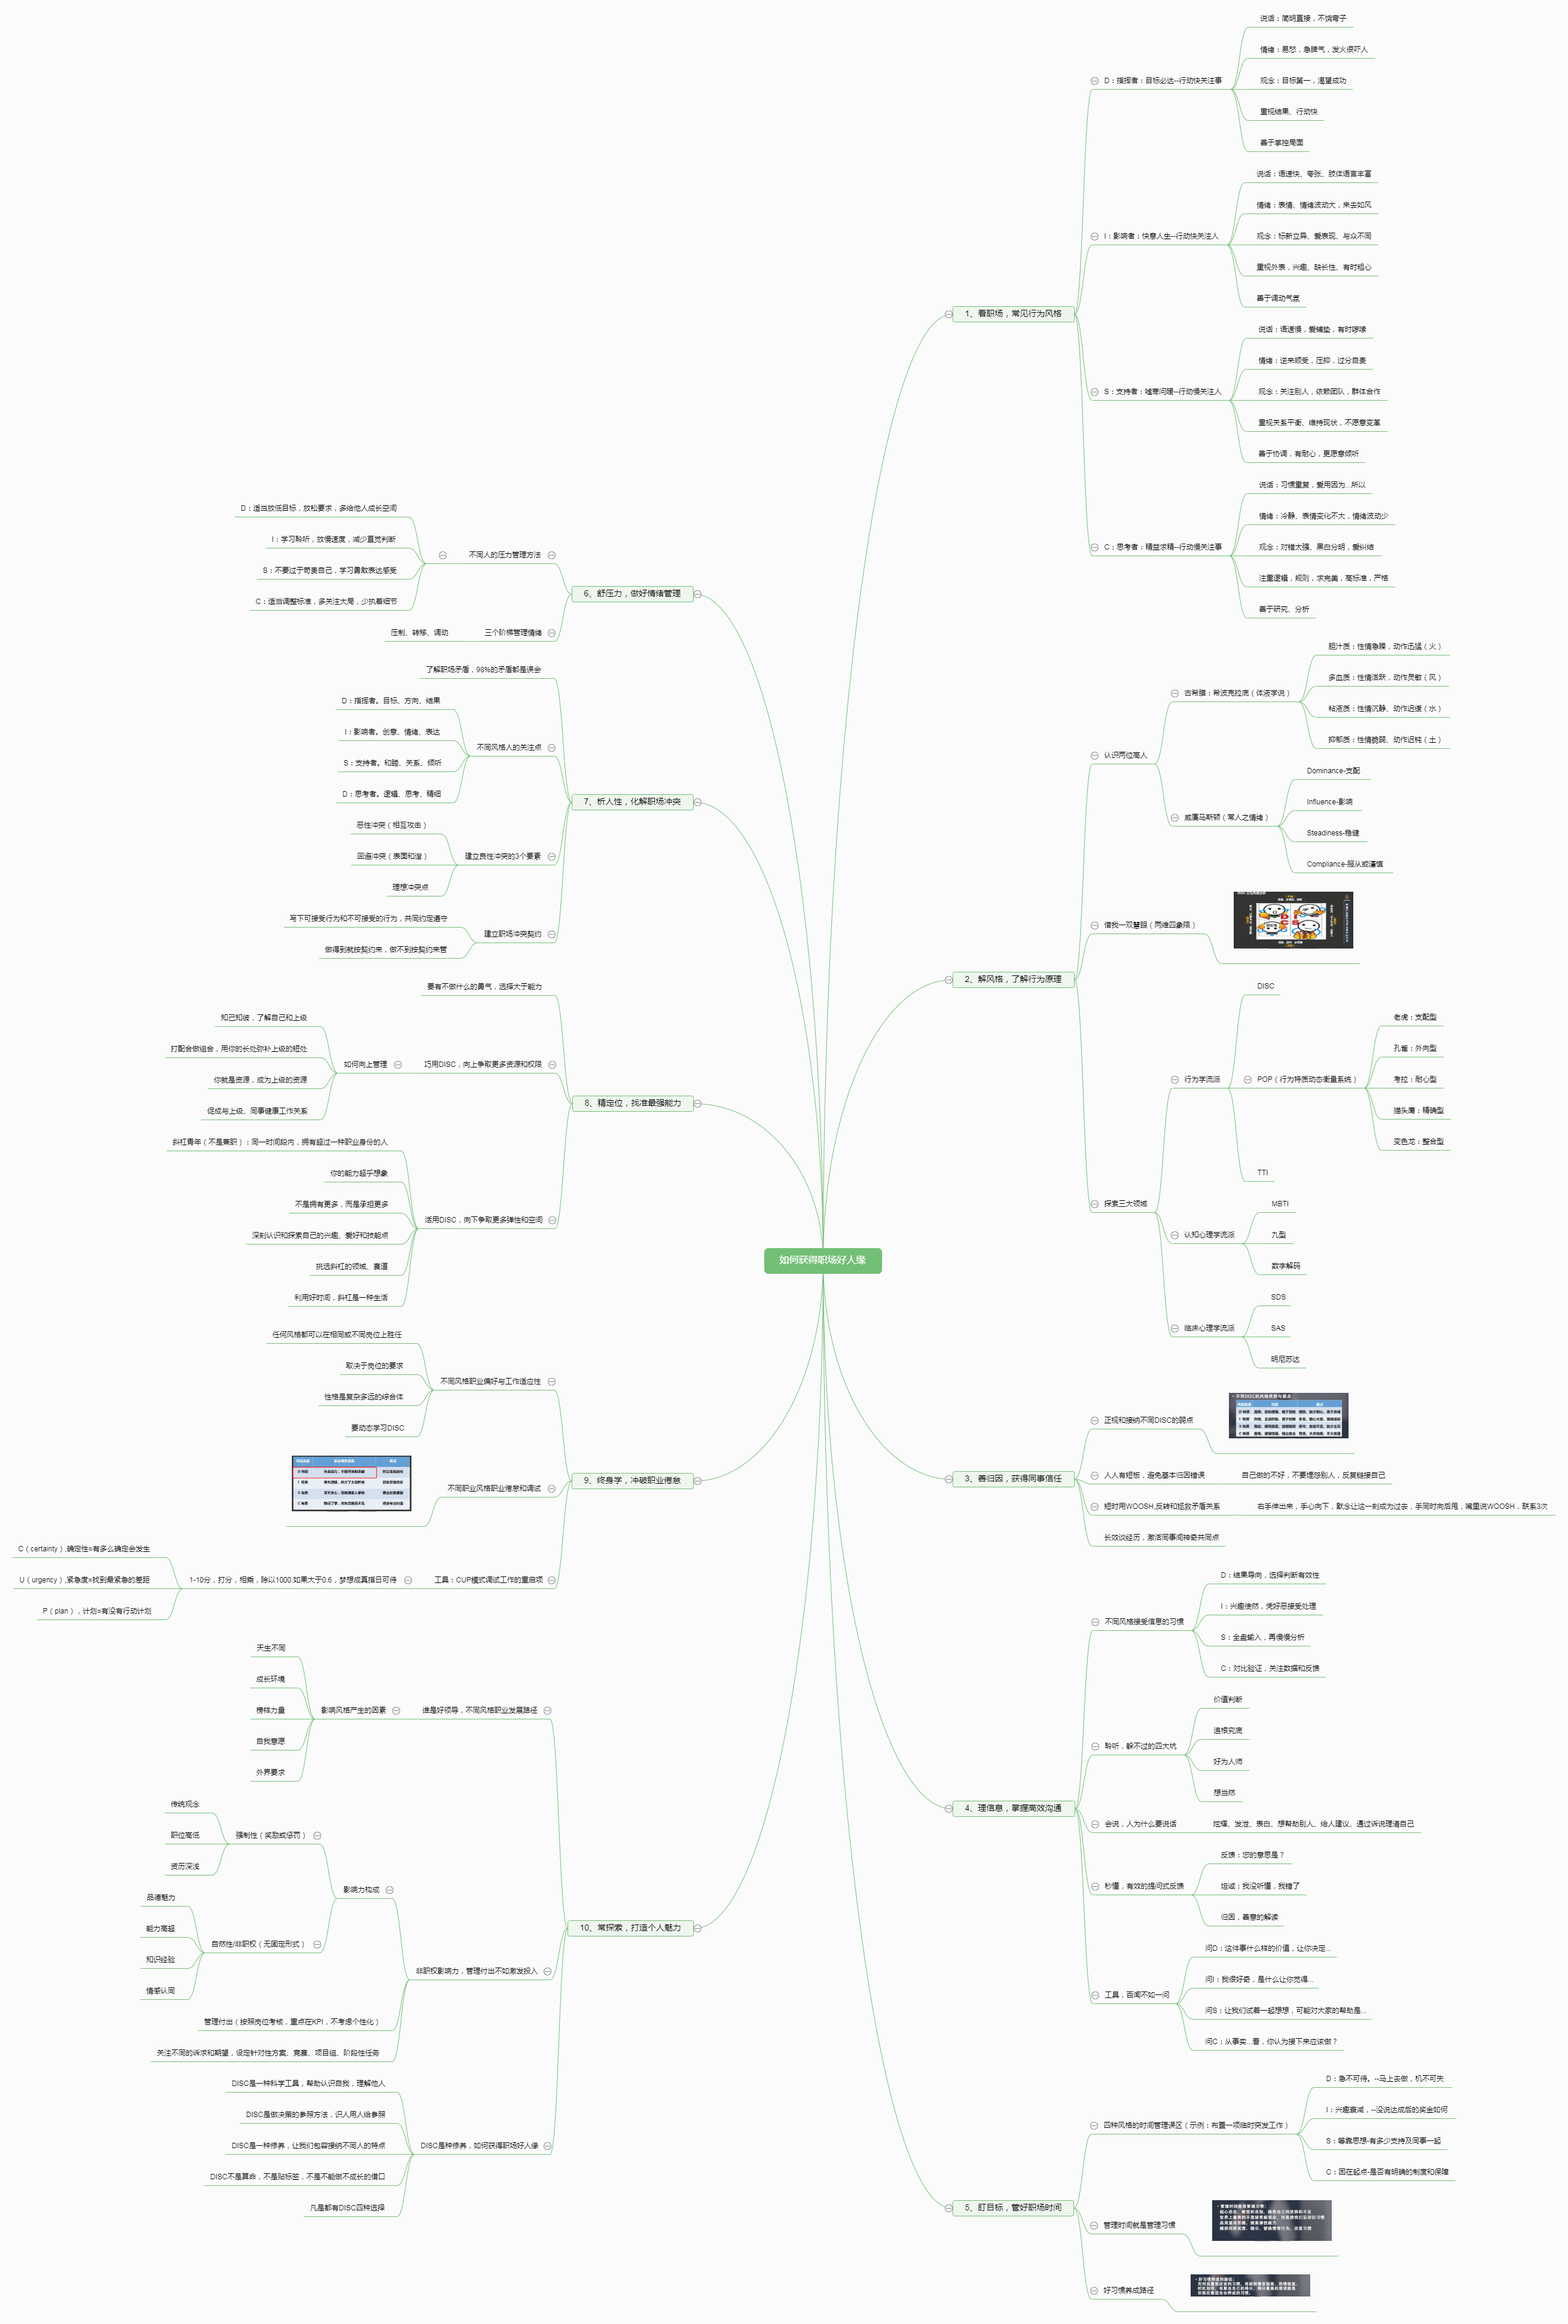 如何获得职场好人缘
1、看职场，常见行为风格
D：指挥者：目标必达--行动快关注事
说话：简明直接，不饶弯子
情绪：易怒，急脾气，发火很吓人
观念：目标第一，渴望成功
重视结果、行动快
善于掌控局面
I：影响者：快意人生--行动快关注人
说话：语速快、夸张、肢体语言丰富
情绪：表情、情绪波动大，来去如风
观念：标新立异、爱表现、与众不同
重视外表，兴趣、缺长性、有时粗心
善于调动气氛
S：支持者：嘘寒问暖--行动慢关注人
说话：语速慢，爱铺垫，有时啰嗦
情绪：逆来顺受，压抑，过分自责
观念：关注别人，依赖团队，群体合作
重视关系平衡、维持现状，不愿意变革
善于协调，有耐心，更愿意倾听
C：思考者：精益求精--行动慢关注事
说话：习惯重复，爱用因为...所以
情绪：冷静、表情变化不大，情绪波动少
观念：对错太强、黑白分明，爱纠结
注重逻辑，规则，求完美，高标准，严格
善于研究、分析
2、解风格，了解行为原理
认识两位高人
古希腊：希波克拉底（体液学说）
胆汁质：性情急躁，动作迅猛（火）
多血质：性情活跃，动作灵敏（风）
粘液质：性情沉静、动作迟缓（水）
抑郁质：性情脆弱、动作迟钝（土）
威廉马斯顿（常人之情绪）
Dominance-支配
Influence-影响
Steadiness-稳健
Compliance-服从或谨慎
借我一双慧眼（两维四象限）
探索三大领域
行为学流派
DISC
POP（行为特质动态衡量系统）
老虎：支配型
孔雀：外向型
考拉：耐心型
猫头鹰：精确型
变色龙：整合型
TTI
认知心理学流派
MBTI
九型
数字解码
临床心理学流派
SDS
SAS
明尼苏达
3、善归因，获得同事信任
正视和接纳不同DISC的弱点
人人有短板，避免基本归因错误
自己做的不好，不要埋怨别人，反复链接自己
短时用WOOSH,反转和拯救矛盾关系
右手伸出来，手心向下，默念让这一刻成为过去，手同时向后甩，嘴里说WOOSH，联系3次
长效谈经历，激活同事间神奇共同点
4、理信息，掌握高效沟通
不同风格接受信息的习惯
D：结果导向，选择判断有效性
I：兴趣使然，凭好恶接受处理
S：全盘输入，再慢慢分析
C：对比验证，关注数据和反馈
聆听，躲不过的四大坑
价值判断
追根究底
好为人师
想当然
会说，人为什么要说话
炫耀、发泄、表白、想帮助别人、给人建议、通过诉说理清自己
秒懂，有效的提问式反馈
反馈：您的意思是？
坦诚：我没听懂，我错了
归因，善意的解读
工具，百闻不如一问
问D：这件事什么样的价值，让你决定...
问I：我很好奇，是什么让你觉得...
问S：让我们试着一起想想，可能对大家的帮助是...
问C：从事实...看，你认为接下来应该做？
5、盯目标，管好职场时间
四种风格的时间管理误区（示例：布置一项临时突发工作）
D：急不可待。--马上去做，机不可失
I：兴趣衰减，--没说达成后的奖金如何
S：等靠思想-有多少支持及同事一起
C：困在起点-是否有明确的制度和保障
管理时间就是管理习惯
好习惯养成路径
6、舒压力，做好情绪管理
不同人的压力管理方法
D：适当放低目标，放松要求，多给他人成长空间
I：学习聆听，放慢速度，减少直觉判断
S：不要过于苛责自己，学习勇敢表达感受
C：适当调整标准，多关注大局，少执着细节
三个阶梯管理情绪
压制、转移、调动
7、析人性，化解职场冲突
了解职场矛盾，98%的矛盾都是误会
不同风格人的关注点
D：指挥者。目标、方向、结果
I：影响者。创意、情绪、表达
S：支持者。和睦、关系、倾听
D：思考者。逻辑、思考、精细
建立良性冲突的3个要素
恶性冲突（相互攻击）
回避冲突（表面和谐）
理想冲突点
建立职场冲突契约
写下可接受行为和不可接受的行为，共同约定遵守
做得到就按契约来，做不到按契约来营
8、精定位，找准最强能力
要有不做什么的勇气，选择大于能力
巧用DISC，向上争取更多资源和权限
如何向上管理
知己知彼，了解自己和上级
打配合做组合，用你的长处弥补上级的短处
你就是资源，成为上级的资源
促成与上级、同事健康工作关系
活用DISC，向下争取更多弹性和空间
斜杠青年（不是兼职）：同一时间段内，拥有超过一种职业身份的人
你的能力超乎想象
不是拥有更多，而是承担更多
深刻认识和探索自己的兴趣、爱好和技能点
挑选斜杠的领域、赛道
利用好时间，斜杠是一种生活
9、终身学，冲破职业倦怠
不同风格职业偏好与工作适应性
任何风格都可以在相同或不同岗位上胜任
取决于岗位的要求
性格是复杂多远的综合体
要动态学习DISC
不同职业风格职业倦怠和调试
工具：CUP模式调试工作的重启项
1-10分，打分，相乘，除以1000.如果大于0.6，梦想成真指日可待
C（certainty）,确定性=有多么确定会发生
U（urgency）,紧急度=找到最紧急的差距
P（plan），计划=有没有行动计划
10、常探索，打造个人魅力
谁是好领导，不同风格职业发展路径
影响风格产生的因素
天生不同
成长环境
榜样力量
自我意愿
外界要求
非职权影响力，管理付出不如激发投入
影响力构成
强制性（奖励或惩罚）
传统观念
职位高低
资历深浅
自然性/非职权（无固定形式）
品德魅力
能力高超
知识经验
情感认同
管理付出（按照岗位考核，重点在KPI，不考虑个性化）
关注不同的诉求和期望，设定针对性方案、竞赛、项目组、阶段性任务
DISC是种修养，如何获得职场好人缘
DISC是一种科学工具，帮助认识自我，理解他人
DISC是做决策的参照方法，识人用人给参照
DISC是一种修养，让我们包容接纳不同人的特点
DISC不是算命，不是贴标签，不是不能做不成长的借口
凡是都有DISC四种选择